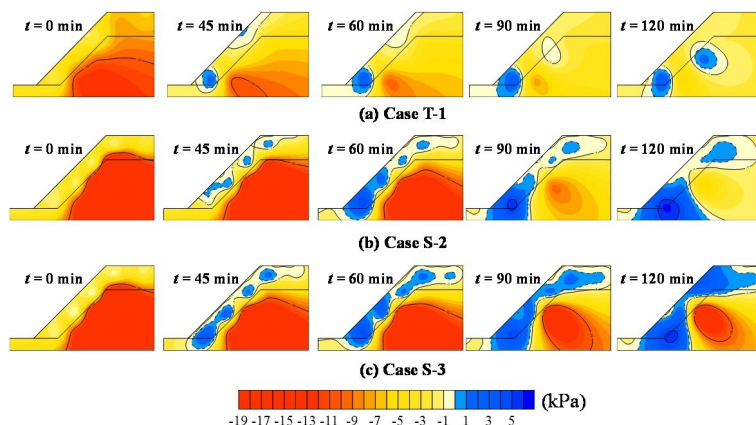 t = 0 min t = 45 min t = 60 min t = 90 min t = 120 min
(a) Case T-1
t = 0 min t = 45 min t = 60 min t = 90 min t = 120 min
(b) Case S-2
t = 0 min t = 45 min t = 60 min t = 90 min t = 120 min
(c) Case S-3
(kPa)
-19 -17 -15 -13 -11 -9 -7 -5 -3 -1 1 3 5